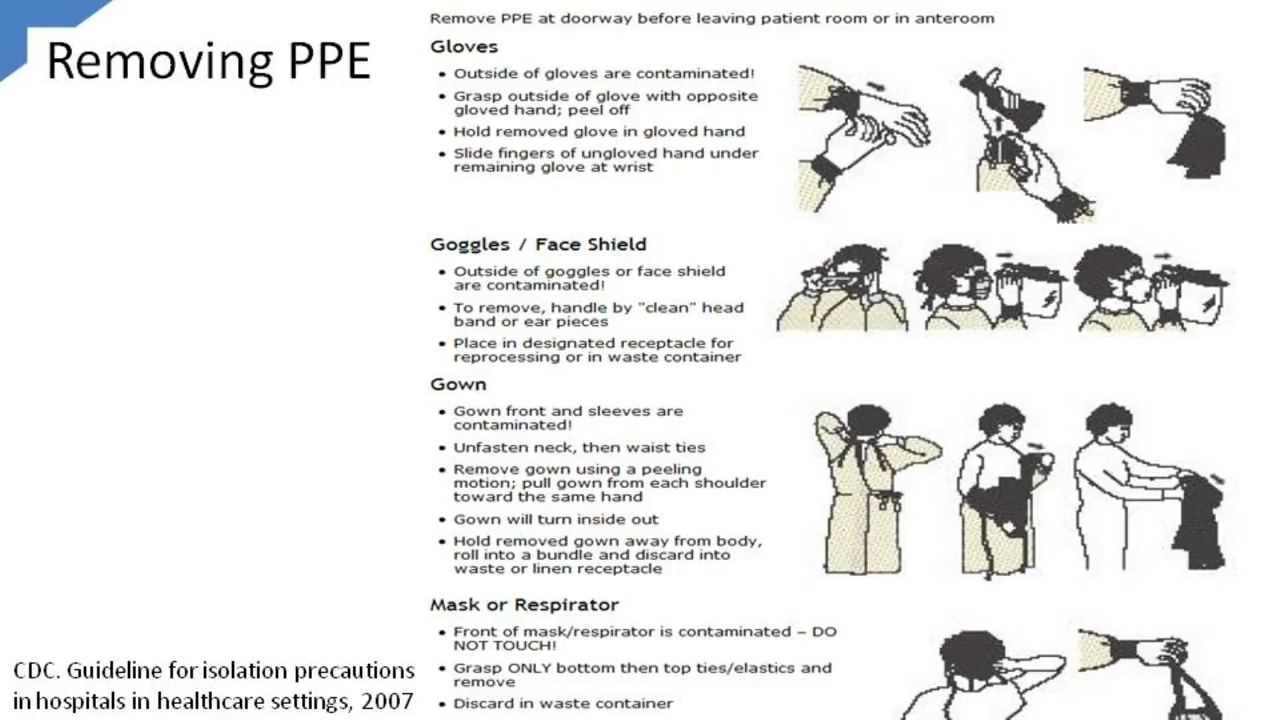 Removing PPE
Remove PPE at doorway before leaving patient room or in anteroom
Gloves
• Outside of gloves are contaminated!
• Grasp outside of glove with opposite
gloved hand; peel off
• Hold removed glove in gloved hand
• Slide fingers of ungloved hand under
remaining glove at wrist
Goggles / Face Shield
• Outside of goggles or face shield
are contaminated!
• To remove, handle by "clean" head
band or ear pieces
• Place in designated receptacle for
reprocessing or in waste container
Gown
• Gown front and sleeves are
contaminated!
• Unfasten neck, then waist ties
• Remove gown using a peeling
motion; pull gown from each shoulder
toward the same hand
• Gown will turn inside out
• Hold removed gown away from body,
roll into a bundle and discard into
waste or linen receptacle
Mask or Respirator
• Front of mask/respirator is contaminated – DO
NOT TOUCH!
• Grasp ONLY bottom then top ties/elastics and
remove
• Discard in waste container
CDC. Guideline for isolation precautions
in hospitals in healthcare settings, 2007